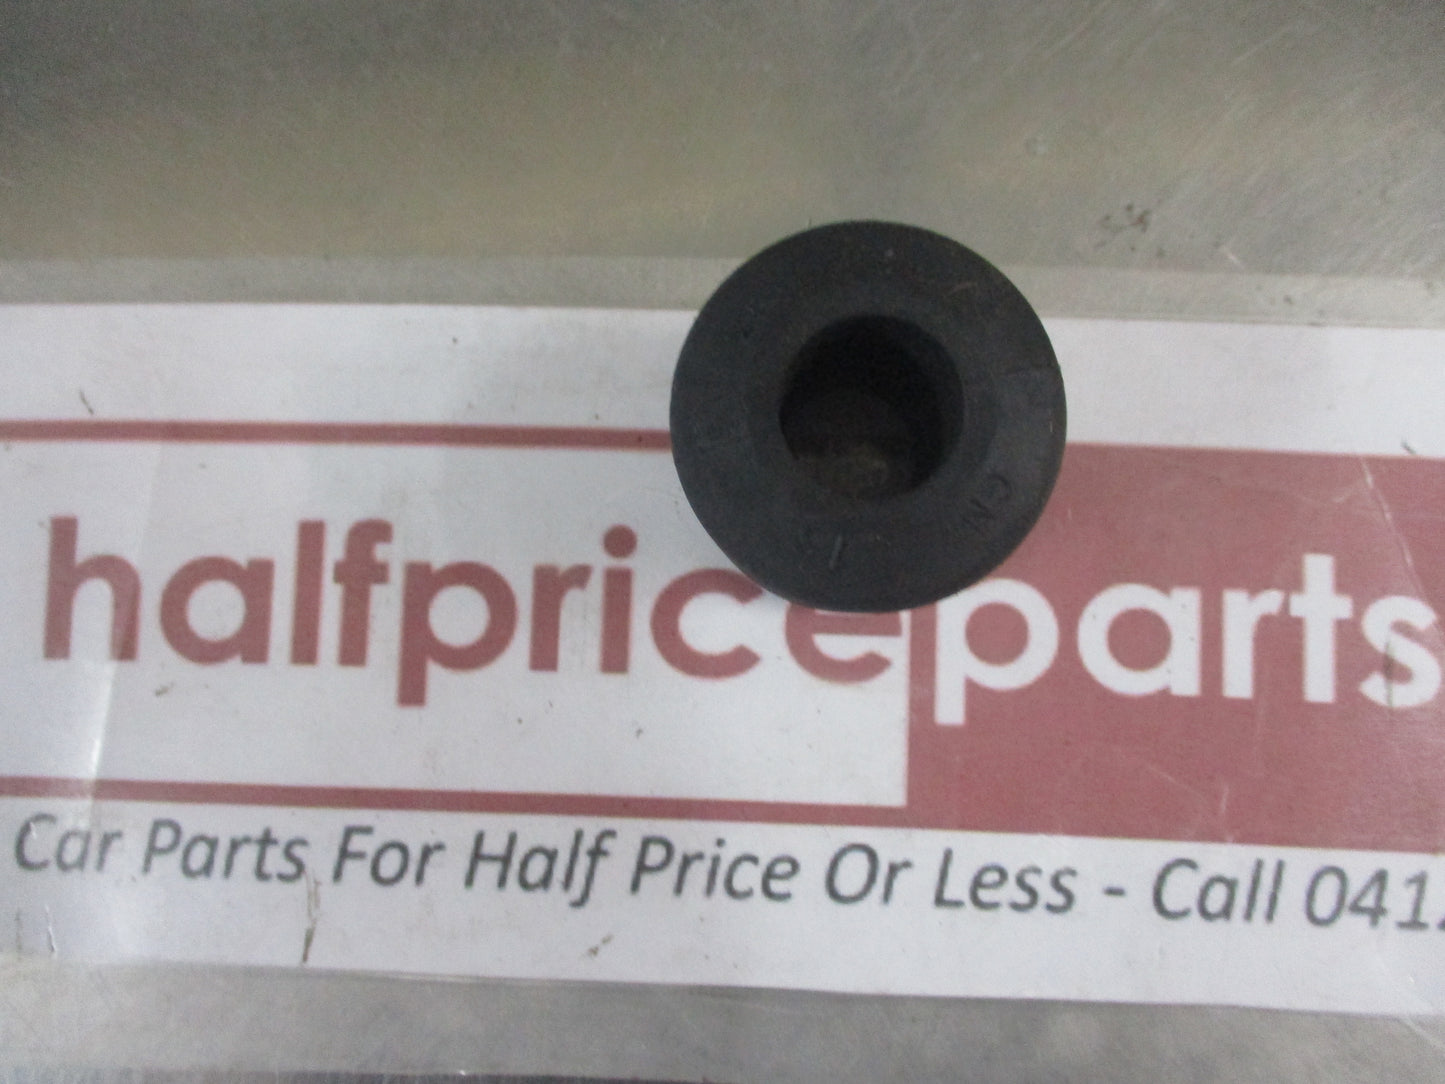 halfpriceparts
Car Parts For Half Price Or Less - Call 041